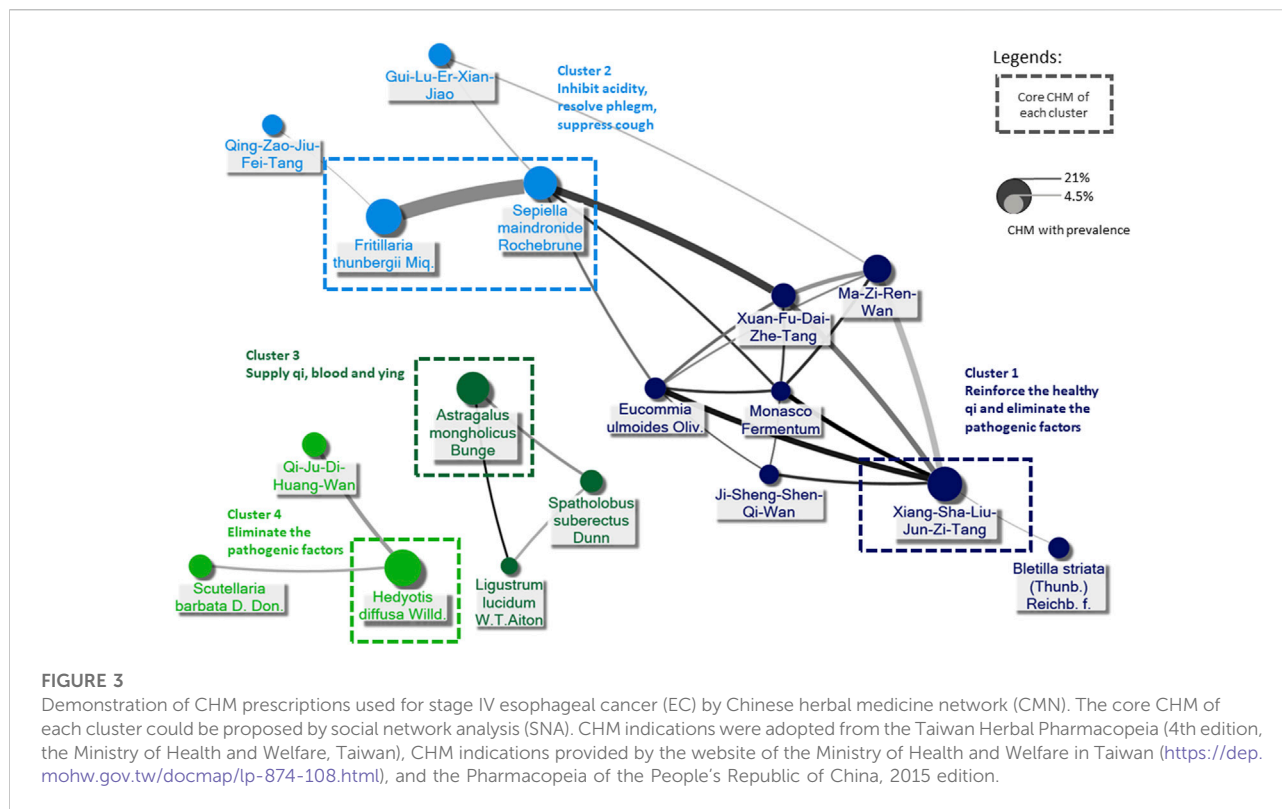 Gui-Lu-Er-Xian-
Jiao
Cluster 2
Inhibit acidity,
resolve phlegm,
suppress cough
Legends:
Core CHM of
each cluster
21%
4.5%
CHM with prevalence
Qing-Zao-Jiu-
Fei-Tang
Fritillaria
thunbergii Miq.
Sepiella
maindronide
Rochebrune
Xuan-Fu-Dai-
Zhe-Tang
Ma-Zi-Ren-
Wan
Cluster 3
Supply qi, blood and ying
Astragalus
mongholicus
Bunge
Eucommia
ulmoides Oliv.
Monasco
Fermentum
Cluster 1
Reinforce the healthy
qi and eliminate the
pathogenic factors
Qi-Ju-Di-
Huang-Wan
Spatholobus
suberectus
Dunn
Ji-Sheng-Shen-
Qi-Wan
Xiang-Sha-Liu-
Jun-Zi-Tang
Cluster 4
Eliminate the
pathogenic factors
Scutellaria
barbata D. Don.
Hedyotis
diffusa Willd.
Ligustrum
lucidum
W.T.Aiton
Bletilla striata
(Thunb.)
Reichb. f.
FIGURE 3
Demonstration of CHM prescriptions used for stage IV esophageal cancer (EC) by Chinese herbal medicine network (CMN). The core CHM of
each cluster could be proposed by social network analysis (SNA). CHM indications were adopted from the Taiwan Herbal Pharmacopeia (4th edition,
the Ministry of Health and Welfare, Taiwan), CHM indications provided by the website of the Ministry of Health and Welfare in Taiwan (https://dep.
mohw.gov.tw/docmap/lp-874-108.html), and the Pharmacopeia of the People's Republic of China, 2015 edition.